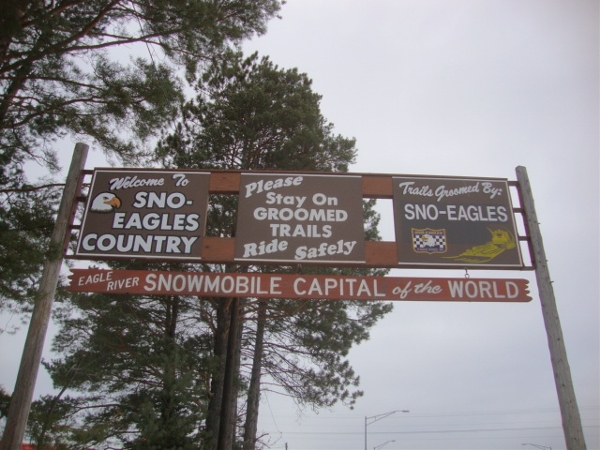 Welcome To
SNO-
EAGLES
COUNTRY
Please
Stay On
GROOMED
TRAILS
Ride Safely
Trails Groomed By:
SNO-EAGLES
EAGLE RIVER SNOWMOBILE CAPITAL of the WORLD